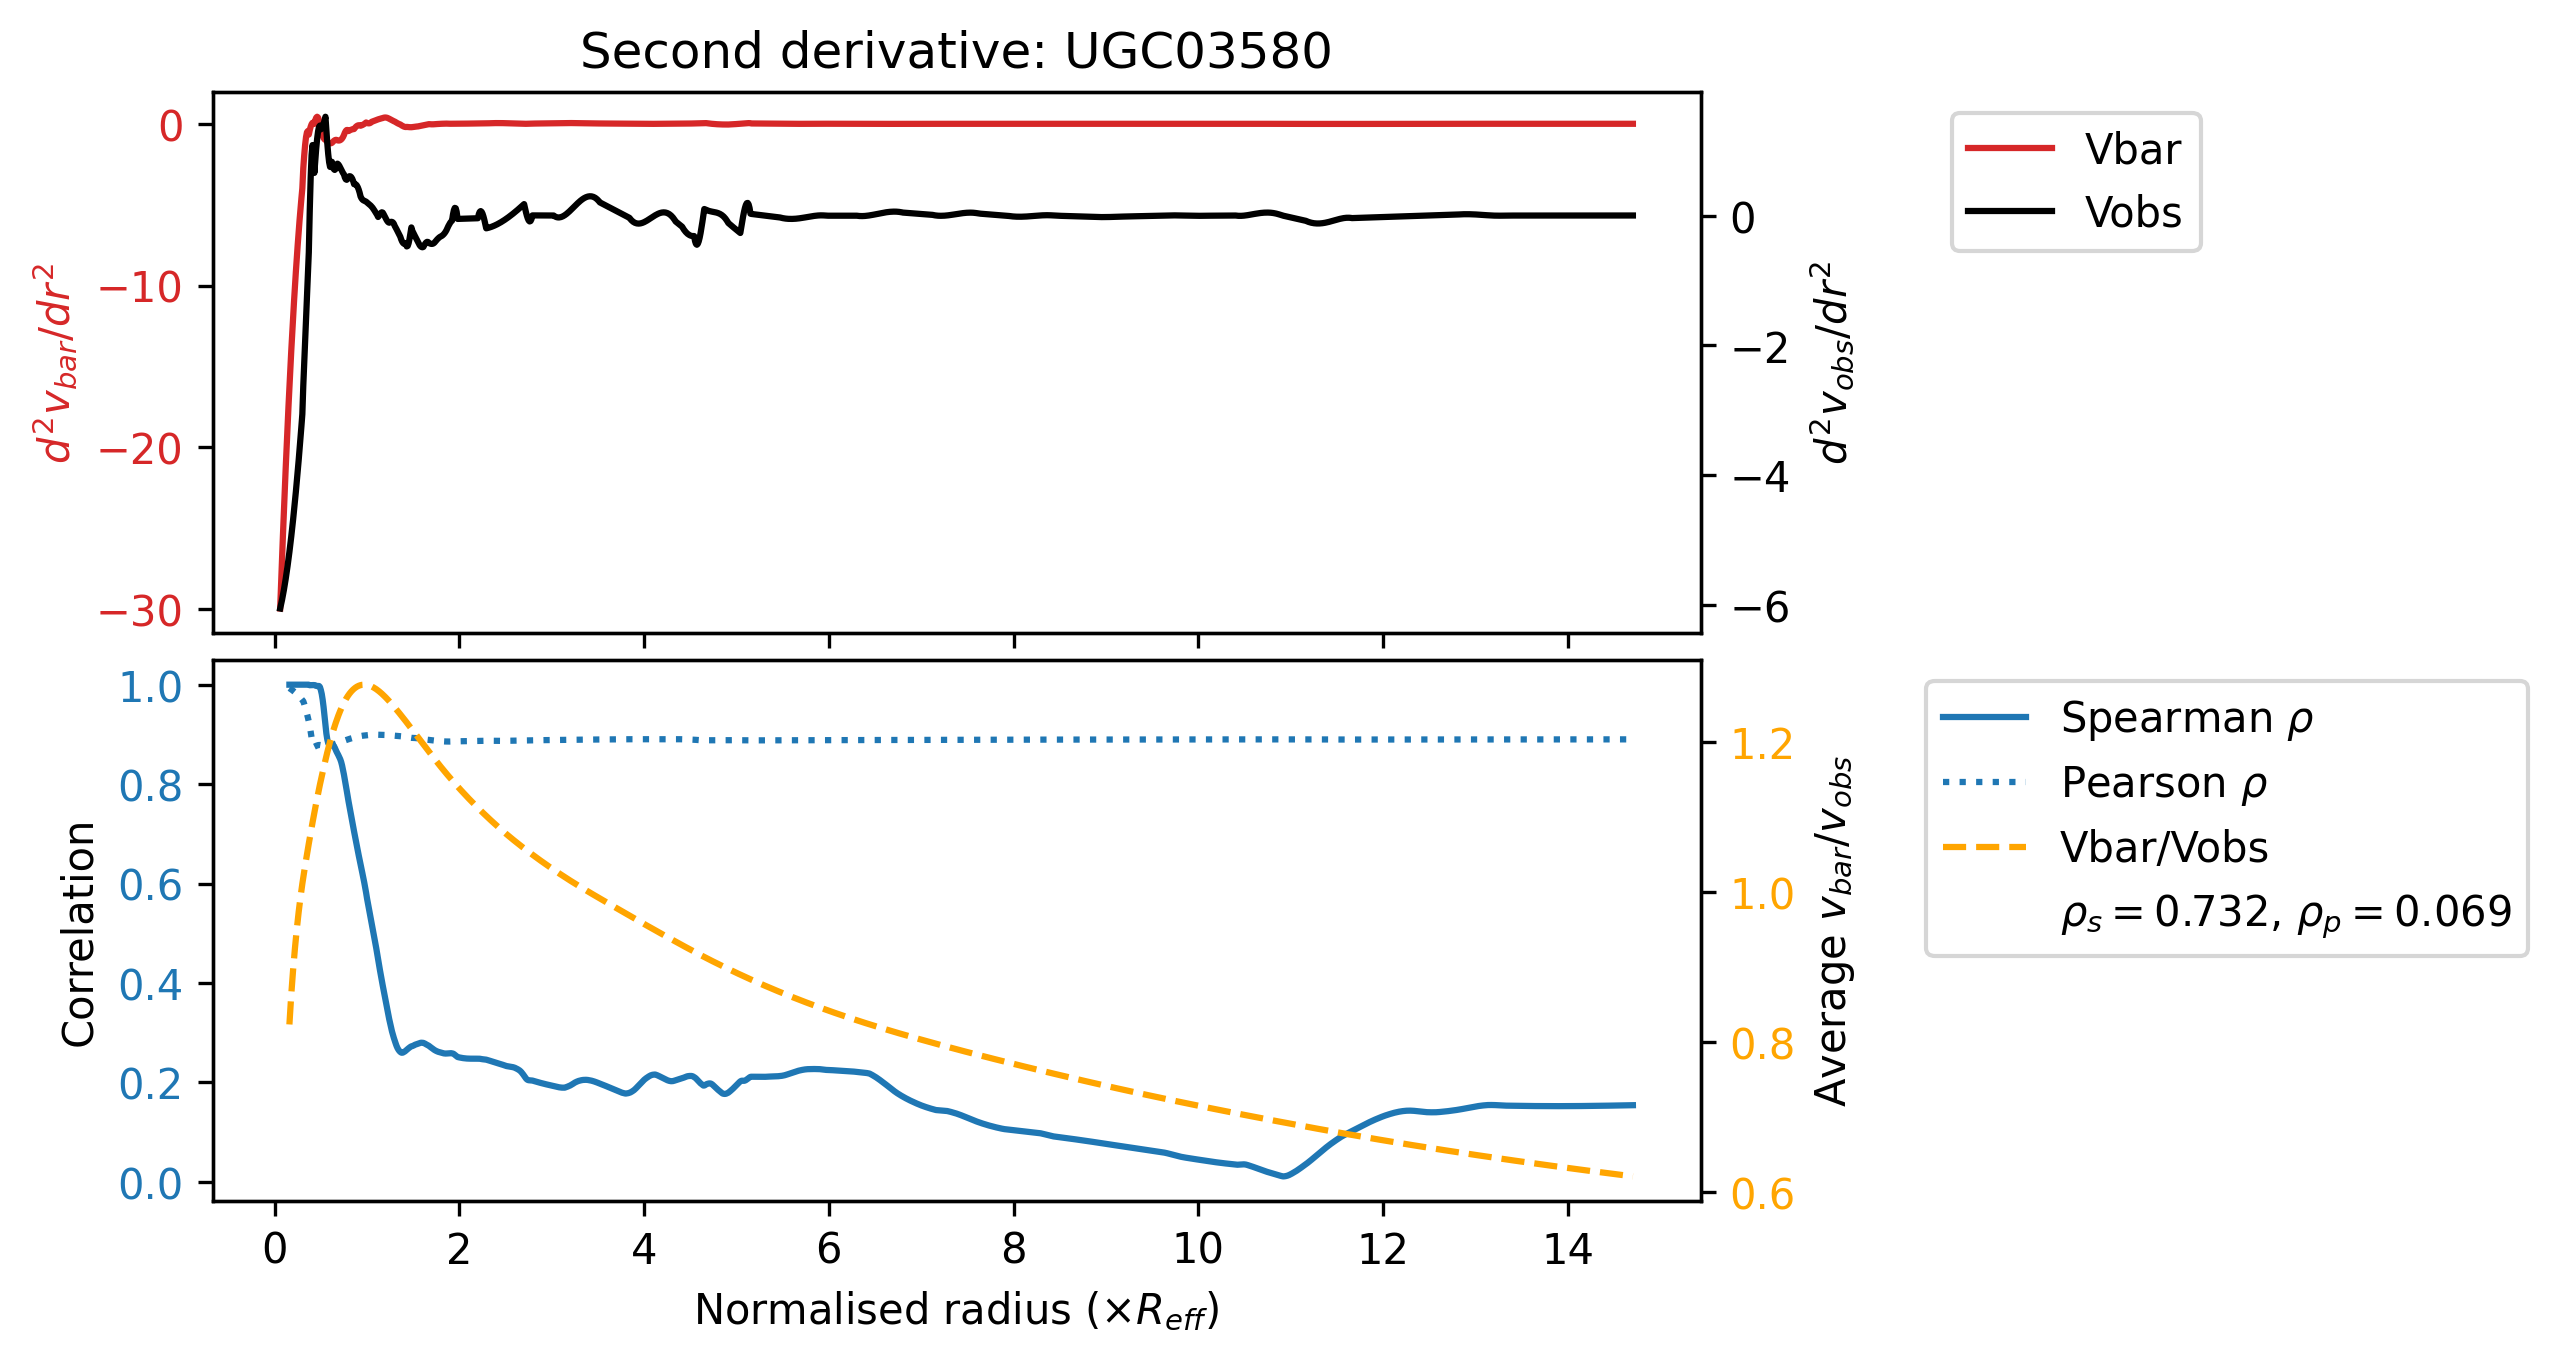 Second derivative: UGC03580
0
−10
−20
−30
d²v_bar/dr²
0
−2
−4
−6
d²v_obs/dr²
Vbar
Vobs
1.0
0.8
0.6
0.4
0.2
0.0
Correlation
1.2
1.0
0.8
0.6
Average v_bar/v_obs
Spearman ρ
Pearson ρ
Vbar/Vobs
ρ_s = 0.732, ρ_p = 0.069
0 2 4 6 8 10 12 14
Normalised radius (×R_eff)